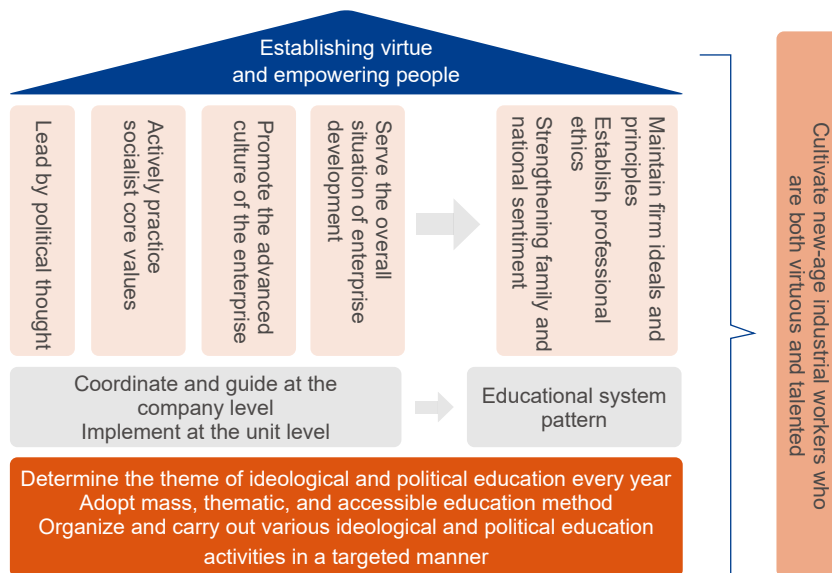 Establishing virtue
and empowering people
Lead by political thought
Actively practice
socialist core values
Promote the advanced
culture of the enterprise
Serve the overall
situation of enterprise
development
Maintain firm ideals and
principles
Establish professional
ethics
Strengthening family and
national sentiment
Cultivate new-age industrial workers who
are both virtuous and talented
Coordinate and guide at the
company level
Implement at the unit level
Educational system
pattern
Determine the theme of ideological and political education every year
Adopt mass, thematic, and accessible education method
Organize and carry out various ideological and political education
activities in a targeted manner